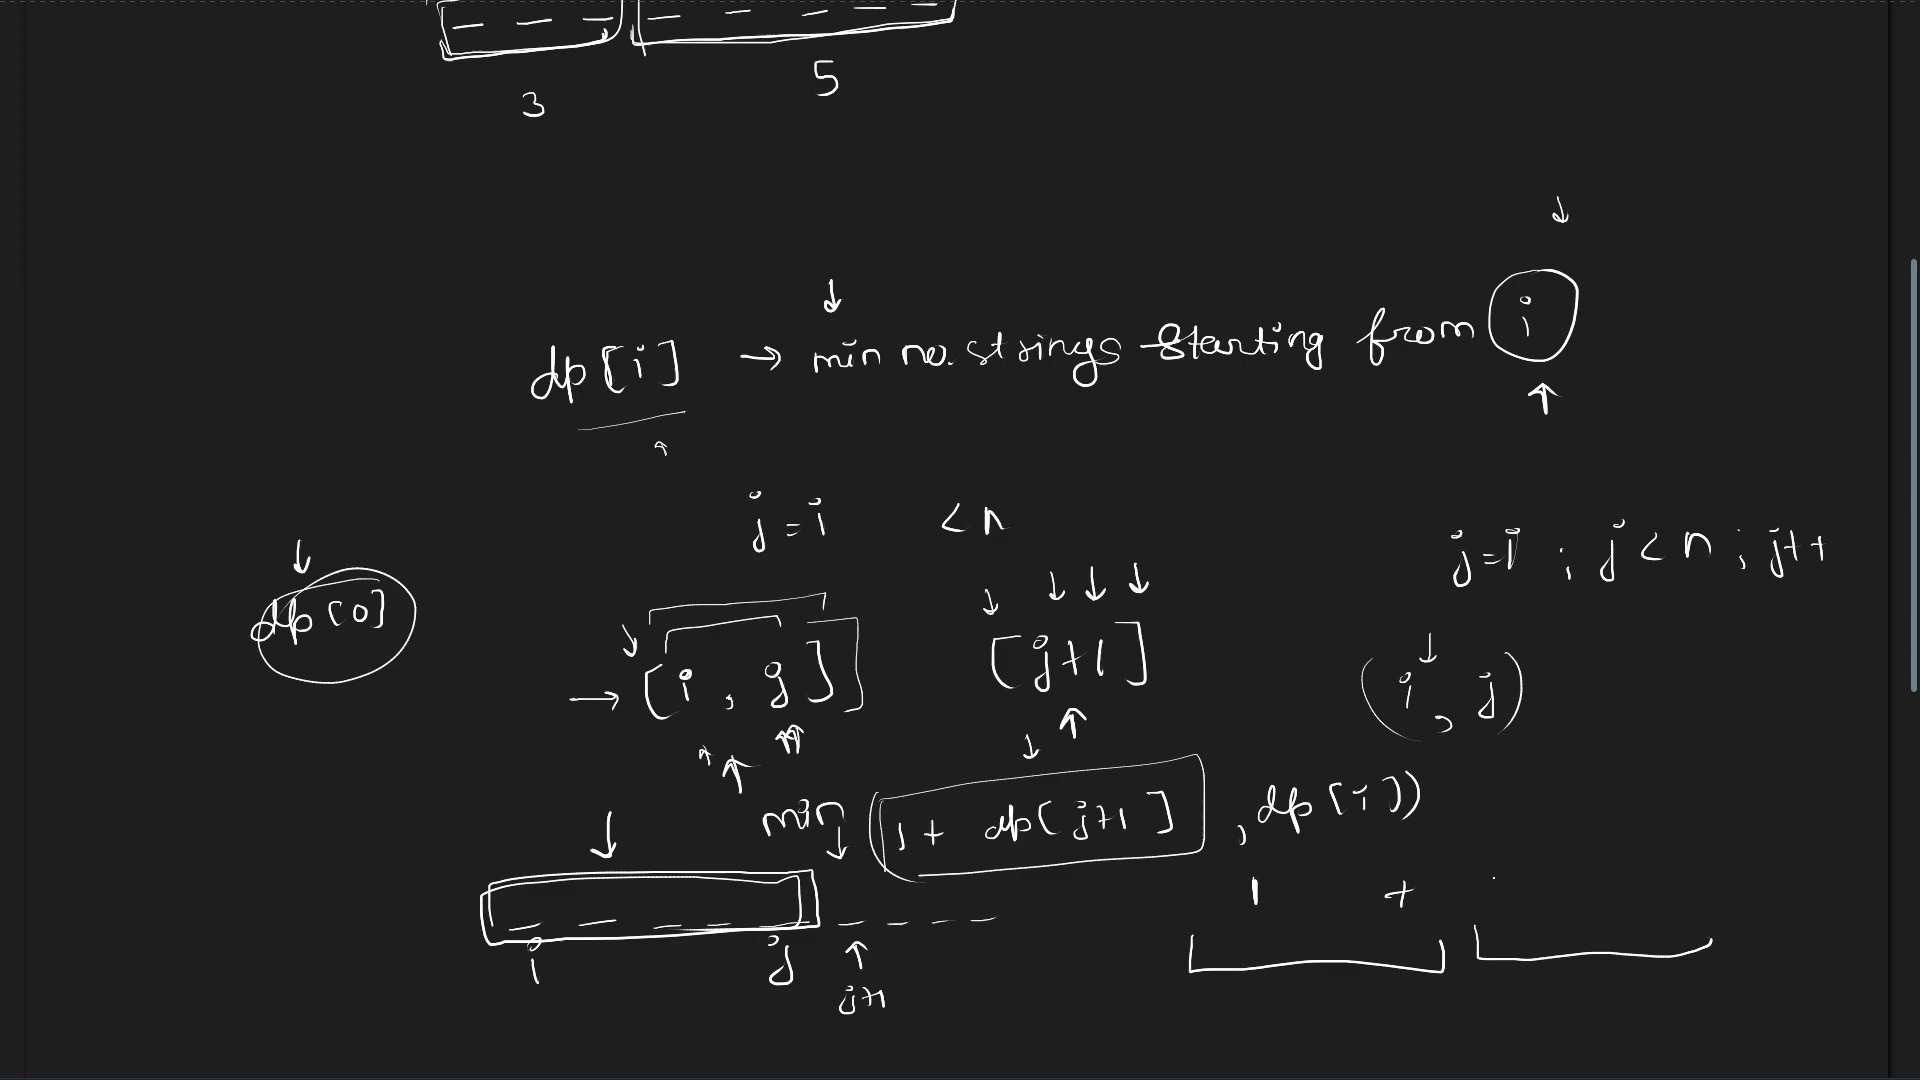 3 5
dp[i] → min no. strings starting from i
j=i < n
j=i ; j < n ; j++
dp[0]
→ [i, j] [j+1] (i, j)
min (1 + dp[j+1], dp[i])
1 +
i j j+1